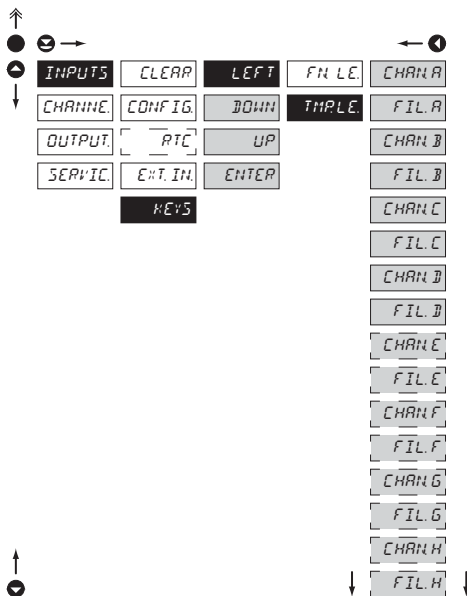 INPUTS CLEAR LEFT FN. LE. CHAN. A
CHANNE. CONFIG. DOWN TMP. LE. FIL. A
OUTPUT. RTC UP CHAN. B
SERVIC. EXT. IN. ENTER FIL. B
KEYS CHAN. C
FIL. C
CHAN. D
FIL. D
CHAN. E
FIL. E
CHAN. F
FIL. F
CHAN. G
FIL. G
CHAN. H
FIL. H